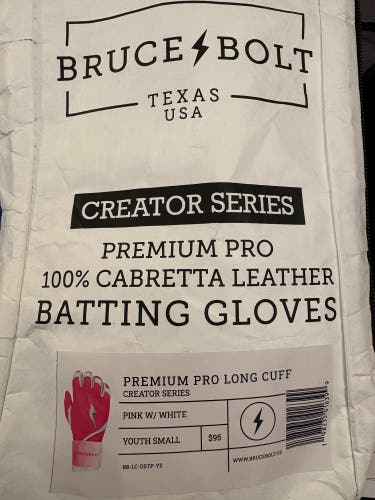 BRUCE BOLT
TEXAS
USA
CREATOR SERIES
PREMIUM PRO
100% CABRETTA LEATHER
BATTING GLOVES
PREMIUM PRO LONG CUFF
CREATOR SERIES
PINK W/ WHITE
YOUTH SMALL
$95
WWW.BRUCEBOLT.US